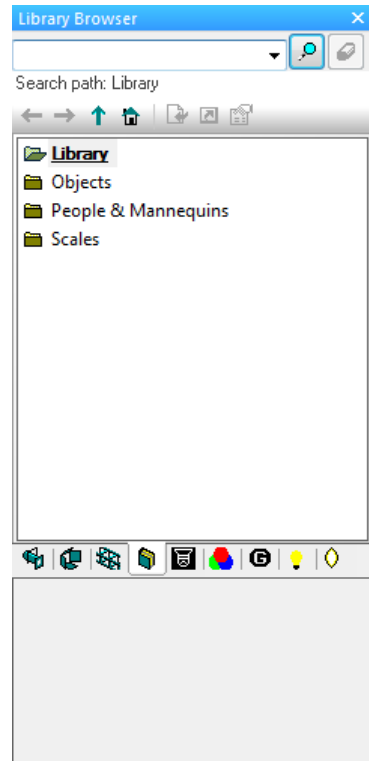 Library Browser
Search path: Library
Library
Objects
People & Mannequins
Scales
G